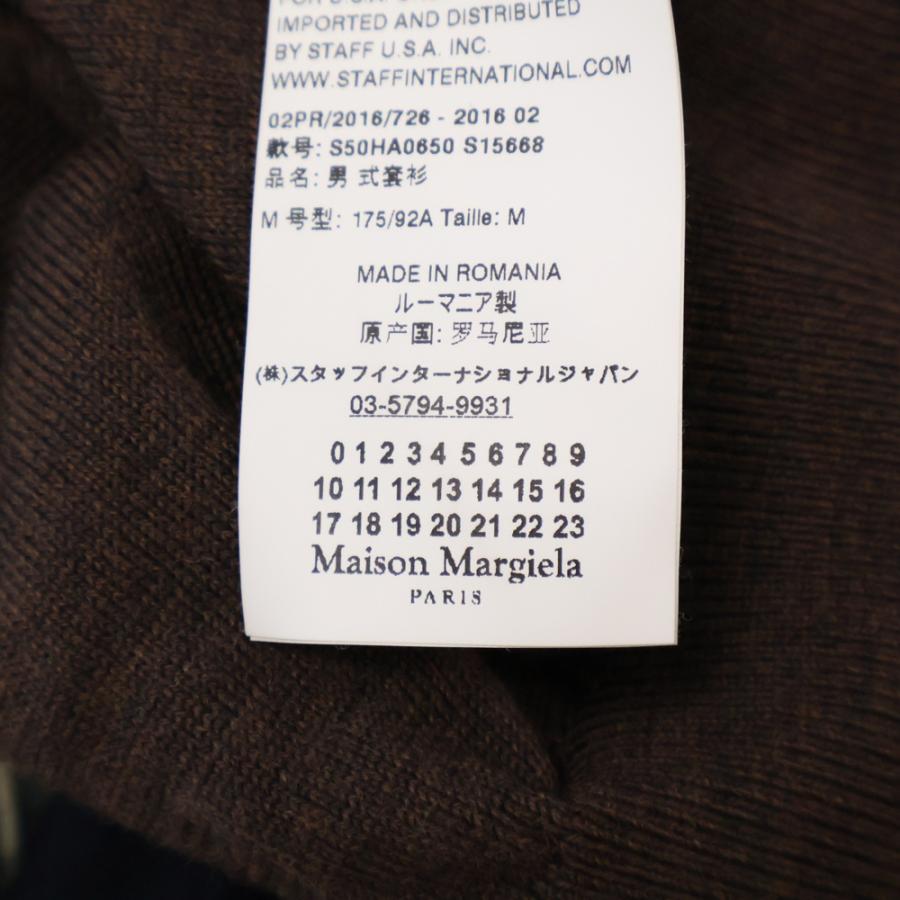 IMPORTED AND DISTRIBUTED
BY STAFF U.S.A. INC.
WWW.STAFFINTERNATIONAL.COM
02PR/2016/726 - 2016 02
款号: S50HA0650 S15668
品名: 男 式套衫
M 号型: 175/92A Taille: M
MADE IN ROMANIA
ルーマニア製
原产国: 罗马尼亚
(株)スタッフインターナショナルジャパン
03-5794-9931
0 1 2 3 4 5 6 7 8 9
10 11 12 13 14 15 16
17 18 19 20 21 22 23
Maison Margiela
PARIS